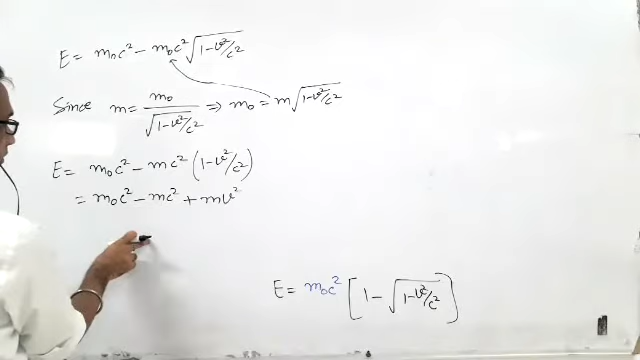 E = m₀c² − m₀c² √(1−v²/c²)
Since m = m₀/√(1−v²/c²) ⇒ m₀ = m√(1−v²/c²)
E = m₀c² − mc² (1−v²/c²)
= m₀c² − mc² + mv²
E = m₀c² [1 − √(1−v²/c²)]